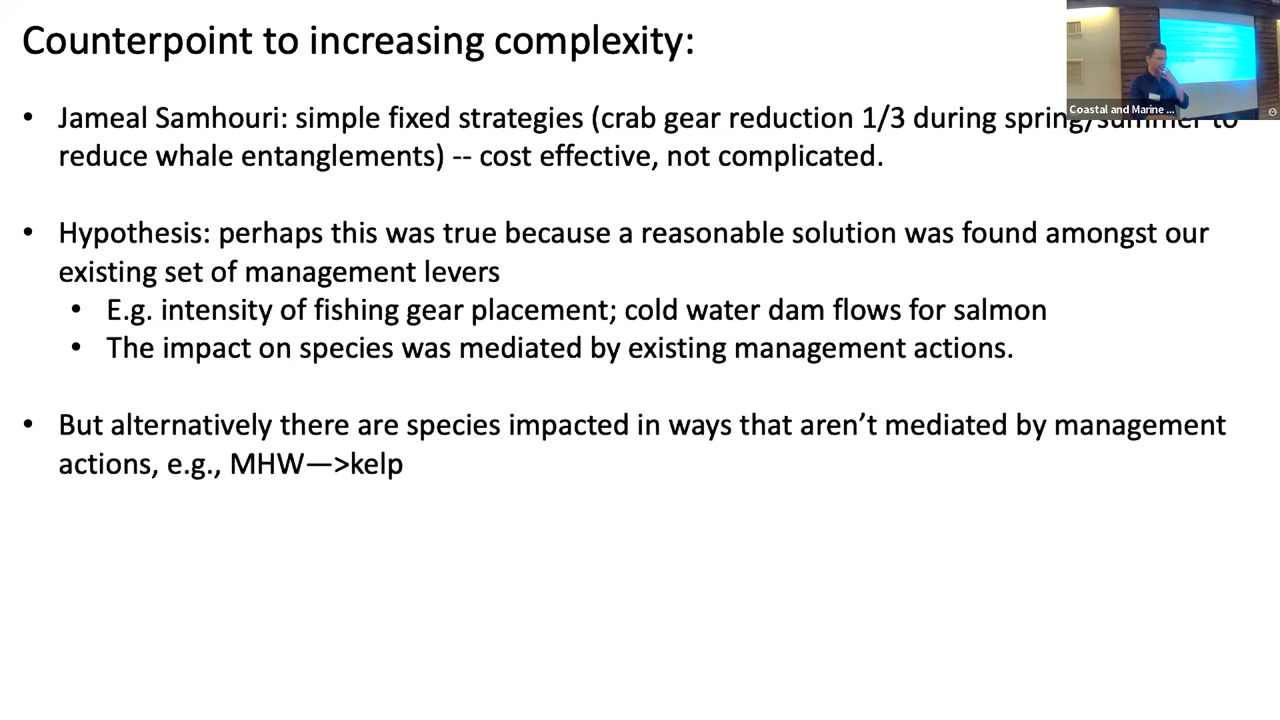 Counterpoint to increasing complexity:
Coastal and Marine ...
• Jameal Samhouri: simple fixed strategies (crab gear reduction 1/3 during spring/summer to
reduce whale entanglements) -- cost effective, not complicated.
• Hypothesis: perhaps this was true because a reasonable solution was found amongst our
existing set of management levers
• E.g. intensity of fishing gear placement; cold water dam flows for salmon
• The impact on species was mediated by existing management actions.
• But alternatively there are species impacted in ways that aren’t mediated by management
actions, e.g., MHW—>kelp